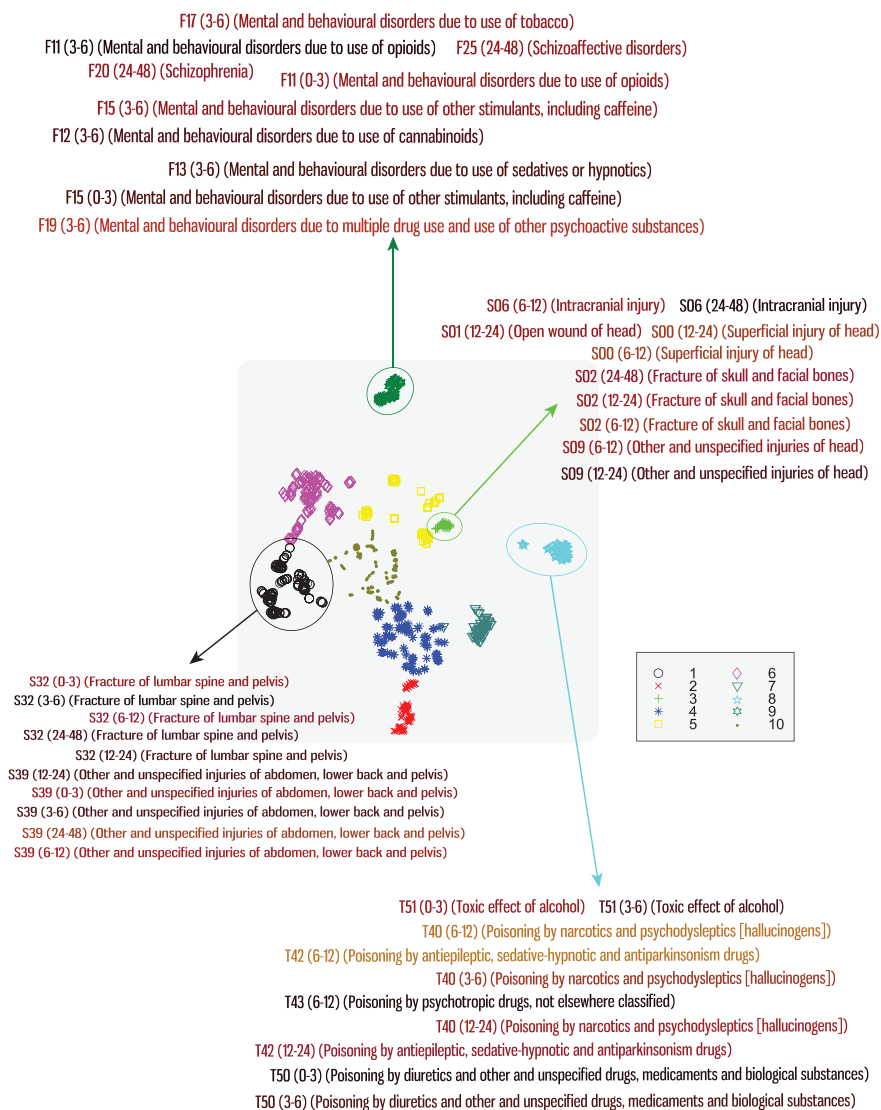 F17 (3-6) (Mental and behavioural disorders due to use of tobacco)
F11 (3-6) (Mental and behavioural disorders due to use of opioids) F25 (24-48) (Schizoaffective disorders)
F20 (24-48) (Schizophrenia)
F11 (0-3) (Mental and behavioural disorders due to use of opioids)
F15 (3-6) (Mental and behavioural disorders due to use of other stimulants, including caffeine)
F12 (3-6) (Mental and behavioural disorders due to use of cannabinoids)
F13 (3-6) (Mental and behavioural disorders due to use of sedatives or hypnotics)
F15 (0-3) (Mental and behavioural disorders due to use of other stimulants, including caffeine)
F19 (3-6) (Mental and behavioural disorders due to multiple drug use and use of other psychoactive substances)
S06 (6-12) (Intracranial injury) S06 (24-48) (Intracranial injury)
S01 (12-24) (Open wound of head) S00 (12-24) (Superficial injury of head)
S00 (6-12) (Superficial injury of head)
S02 (24-48) (Fracture of skull and facial bones)
S02 (12-24) (Fracture of skull and facial bones)
S02 (6-12) (Fracture of skull and facial bones)
S09 (6-12) (Other and unspecified injuries of head)
S09 (12-24) (Other and unspecified injuries of head)
1 6
2 7
3 8
4 9
5 10
S32 (0-3) (Fracture of lumbar spine and pelvis)
S32 (3-6) (Fracture of lumbar spine and pelvis)
S32 (6-12) (Fracture of lumbar spine and pelvis)
S32 (24-48) (Fracture of lumbar spine and pelvis)
S32 (12-24) (Fracture of lumbar spine and pelvis)
S39 (12-24) (Other and unspecified injuries of abdomen, lower back and pelvis)
S39 (0-3) (Other and unspecified injuries of abdomen, lower back and pelvis)
S39 (3-6) (Other and unspecified injuries of abdomen, lower back and pelvis)
S39 (24-48) (Other and unspecified injuries of abdomen, lower back and pelvis)
S39 (6-12) (Other and unspecified injuries of abdomen, lower back and pelvis)
T51 (0-3) (Toxic effect of alcohol) T51 (3-6) (Toxic effect of alcohol)
T40 (6-12) (Poisoning by narcotics and psychodysleptics [hallucinogens])
T42 (6-12) (Poisoning by antiepileptic, sedative-hypnotic and antiparkinsonism drugs)
T40 (3-6) (Poisoning by narcotics and psychodysleptics [hallucinogens])
T43 (6-12) (Poisoning by psychotropic drugs, not elsewhere classified)
T40 (12-24) (Poisoning by narcotics and psychodysleptics [hallucinogens])
T42 (12-24) (Poisoning by antiepileptic, sedative-hypnotic and antiparkinsonism drugs)
T50 (0-3) (Poisoning by diuretics and other and unspecified drugs, medicaments and biological substances)
T50 (3-6) (Poisoning by diuretics and other and unspecified drugs, medicaments and biological substances)